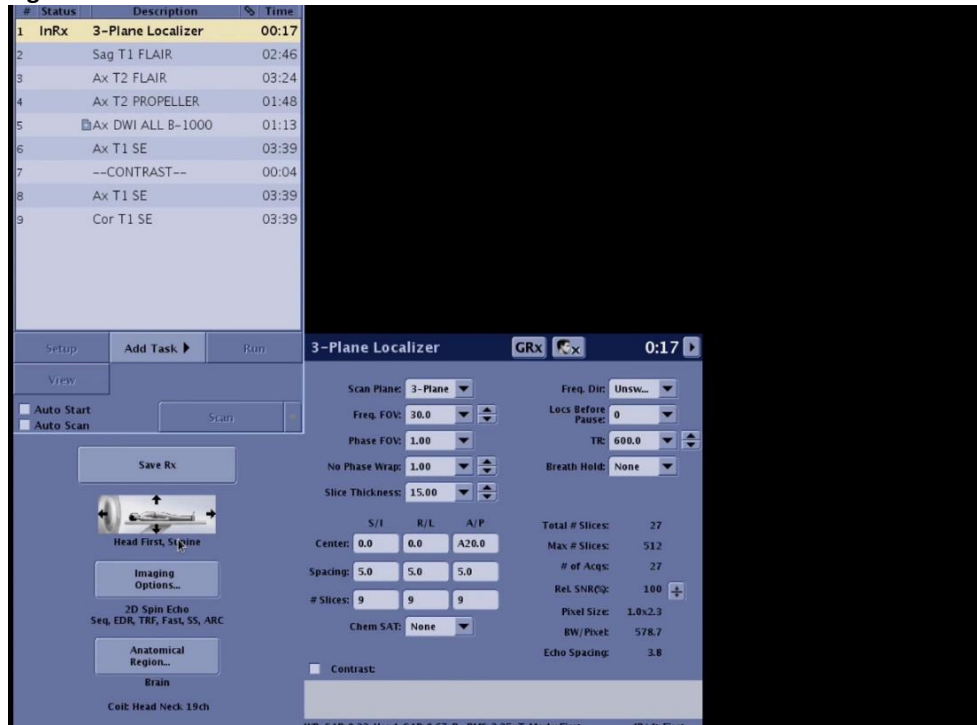 # Status Description Time
1 InRx 3-Plane Localizer 00:17
2 Sag T1 FLAIR 02:46
3 Ax T2 FLAIR 03:24
4 Ax T2 PROPELLER 01:48
5 Ax DWI ALL B-1000 01:13
6 Ax T1 SE 03:39
7 --CONTRAST-- 00:04
8 Ax T1 SE 03:39
9 Cor T1 SE 03:39
Setup Add Task Run
View
Auto Start
Auto Scan
Scan
Save Rx
Head First, Supine
Imaging
Options...
2D Spin Echo
Seq, EDR, TRF, Fast, SS, ARC
Anatomical
Region...
Brain
Coil: Head Neck 19ch
3-Plane Localizer GRx 0:17
Scan Plane: 3-Plane Freq. Dir: Unsw...
Freq. FOV: 30.0 Locs Before Pause: 0
Phase FOV: 1.00 TR: 600.0
No Phase Wrap: 1.00 Breath Hold: None
Slice Thickness: 15.00
S/I R/L A/P Total # Slices: 27
Center: 0.0 0.0 A20.0 Max # Slices: 512
Spacing: 5.0 5.0 5.0 # of Acqs: 27
# Slices: 9 9 9 Rel. SNR(%): 100
Pixel Size: 1.0x2.3
Chem SAT: None BW/Pixel: 578.7
Echo Spacing: 3.8
Contrast: